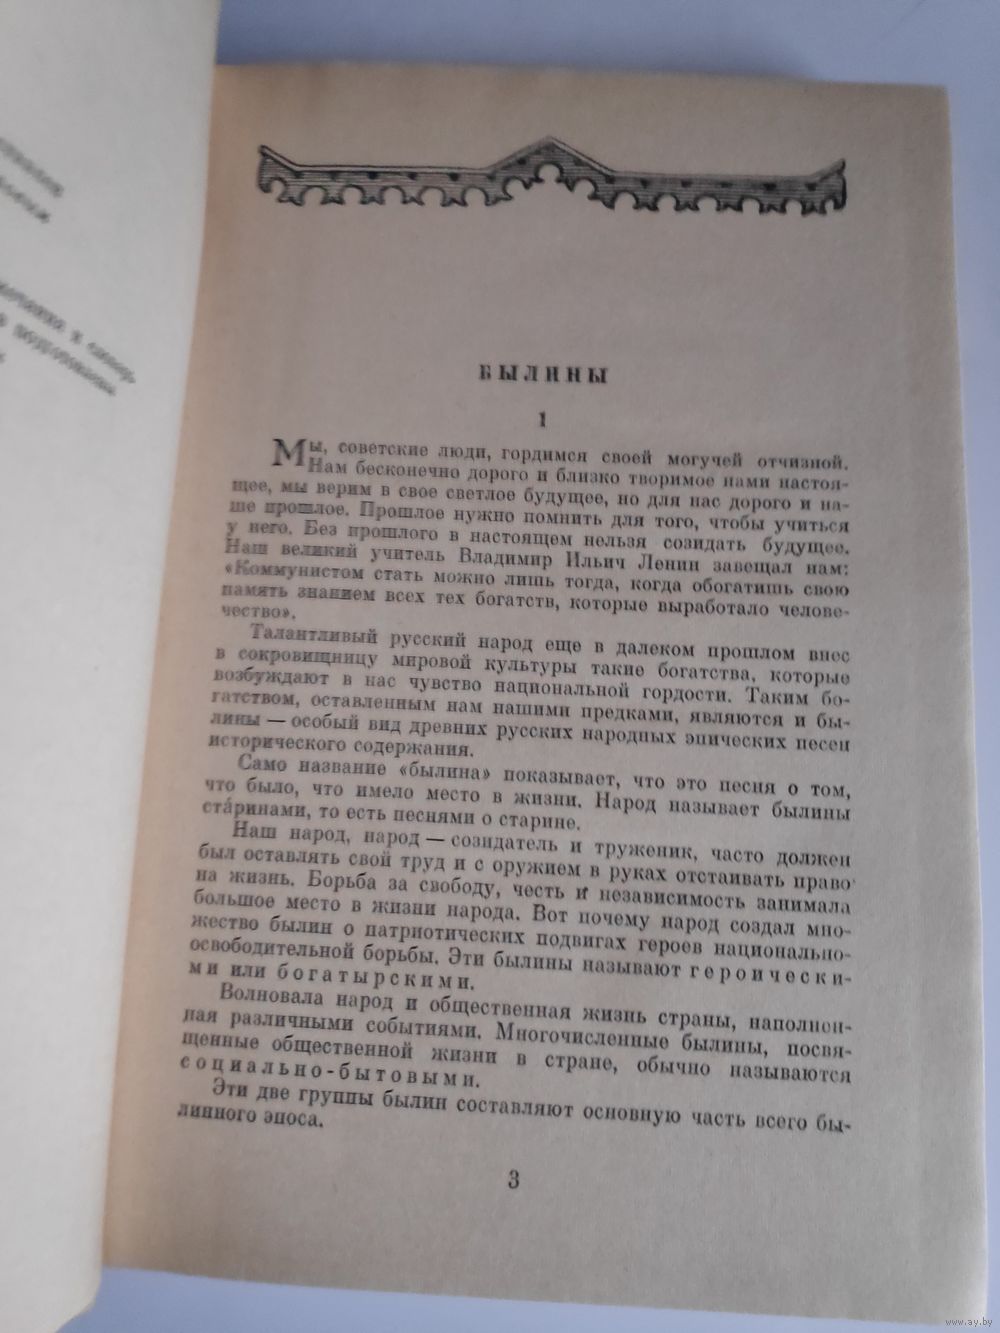 БЫЛИНЫ
1
Мы, советские люди, гордимся своей могучей отчизной.
Нам бесконечно дорого и близко творимое нами настоя-
щее, мы верим в свое светлое будущее, но для нас дорого и на-
ше прошлое. Прошлое нужно помнить для того, чтобы учиться
у него. Без прошлого в настоящем нельзя созидать будущее.
Наш великий учитель Владимир Ильич Ленин завещал нам:
«Коммунистом стать можно лишь тогда, когда обогатишь свою
память знанием всех тех богатств, которые выработало челове-
чество».
Талантливый русский народ еще в далеком прошлом внес
в сокровищницу мировой культуры такие богатства, которые
возбуждают в нас чувство национальной гордости. Таким бо-
гатством, оставленным нам нашими предками, являются и бы-
лины — особый вид древних русских народных эпических песен
исторического содержания.
Само название «былина» показывает, что это песня о том,
что было, что имело место в жизни. Народ называет былины
ста́ринами, то есть песнями о старине.
Наш народ, народ — созидатель и труженик, часто должен
был оставлять свой труд и с оружием в руках отстаивать право
на жизнь. Борьба за свободу, честь и независимость занимала
большое место в жизни народа. Вот почему народ создал мно-
жество былин о патриотических подвигах героев национально-
освободительной борьбы. Эти былины называют героически-
ми или богатырскими.
Волновала народ и общественная жизнь страны, наполнен-
ная различными событиями. Многочисленные былины, посвя-
щенные общественной жизни в стране, обычно называются
социально-бытовыми.
Эти две группы былин составляют основную часть всего бы-
линного эпоса.
3
www.ay.by